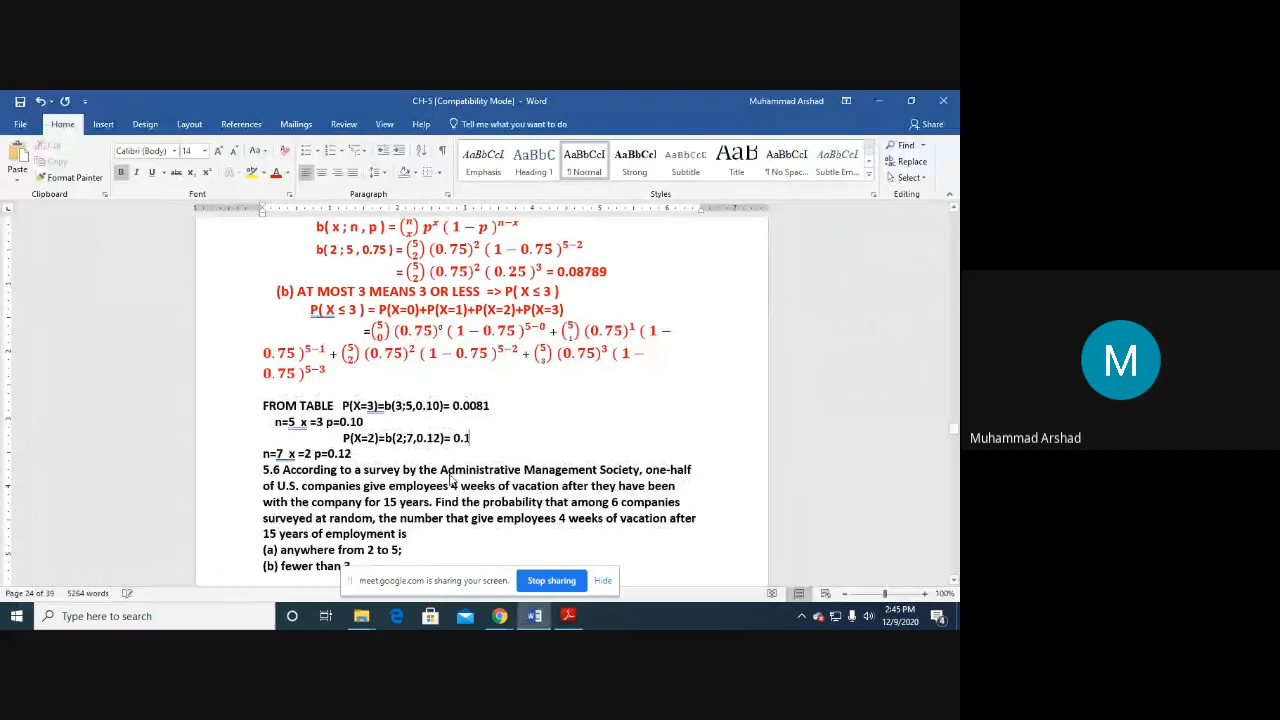 CH-5 [Compatibility Mode] - Word
Muhammad Arshad
File Home Insert Design Layout References Mailings Review View Help Tell me what you want to do Share
Paste
Cut
Copy
Format Painter
Clipboard
Calibri (Body) 14
Font
Paragraph
AaBbCcI Emphasis
AaBbC Heading 1
AaBbCcI ¶ Normal
AaBbCcI Strong
AaBbCcD Subtitle
AaB Title
AaBbCcI ¶ No Spac...
AaBbCcI Subtle Em...
Styles
Find
Replace
Select
Editing
b( x ; n , p ) = (n x) p^x ( 1 − p )^n−x
b( 2 ; 5 , 0.75 ) = (5 2) (0.75)^2 ( 1 − 0.75 )^5−2
= (5 2) (0.75)^2 ( 0.25 )^3 = 0.08789
(b) AT MOST 3 MEANS 3 OR LESS => P( X ≤ 3 )
P( X ≤ 3 ) = P(X=0)+P(X=1)+P(X=2)+P(X=3)
=(5 0) (0.75)^0 ( 1 − 0.75 )^5−0 + (5 1) (0.75)^1 ( 1 −
0.75 )^5−1 + (5 2) (0.75)^2 ( 1 − 0.75 )^5−2 + (5 3) (0.75)^3 ( 1 −
0.75 )^5−3
FROM TABLE P(X=3)=b(3;5,0.10)= 0.0081
n=5 x =3 p=0.10
P(X=2)=b(2;7,0.12)= 0.1
n=7 x =2 p=0.12
5.6 According to a survey by the Administrative Management Society, one-half
of U.S. companies give employees 4 weeks of vacation after they have been
with the company for 15 years. Find the probability that among 6 companies
surveyed at random, the number that give employees 4 weeks of vacation after
15 years of employment is
(a) anywhere from 2 to 5;
(b) fewer than 3
meet.google.com is sharing your screen. Stop sharing Hide
Page 24 of 39 5264 words 100%
Type here to search
2:45 PM
12/9/2020
M
Muhammad Arshad